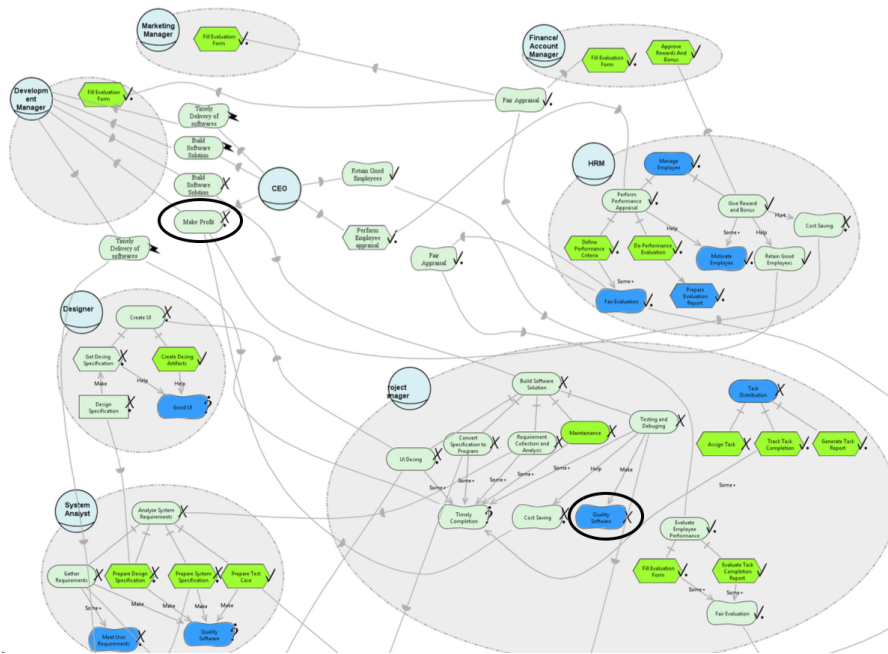 Marketing
Manager
Fill Evaluation
Form
Finance/
Account
Manager
Fill Evaluation
Form
Approve
Rewards And
Bonus
Developm
ent
Manager
Fill Evaluation
Form
Timely
Delivery of
softwares
Build
Software
Solution
Build
Software
Solution
Make Profit
CEO
Retain Good
Employees
Perform
Employee
appraisal
Fair Appraisal
Fair
Appraisal
Timely
Delivery of
softwares
HRM
Manage
Employee
Perform
Performance
Appraisal
Give Reward
and Bonus
Hurt
Cost Saving
Help
Some+
Help
Define
Performance
Criteria
Do Performance
Evaluation
Motivate
Employee
Retain Good
Employees
Some+
Fair Evaluation
Prepare
Evaluation
Report
Designer
Create UI
Get Desing
Specification
Create Desing
Artifacts
Make
Help
Help
Design
Specification
Good UI
roject
anager
Build Software
Solution
Task
Distribution
UI Desing
Convert
Specification to
Program
Requirement
Collection and
Analysis
Maintenance
Testing and
Debuging
Assign Task
Track Task
Completion
Generate Task
Report
Some+
Some+
Some+
Some+
Help
Make
Some+
Timely
Completion
Cost Saving
Quality
Software
Evaluate
Employee
Performance
Fill Evaluation
Form
Evaluate Task
Completion
Report
Some+
Some+
Fair Evaluation
System
Analyst
Analyze System
Requirements
Gather
Requirements
Prepare Design
Specification
Prepare System
Specification
Prepare Test
Case
Some+
Make
Make
Make
Make
Meet User
Requirements
Quality
Software